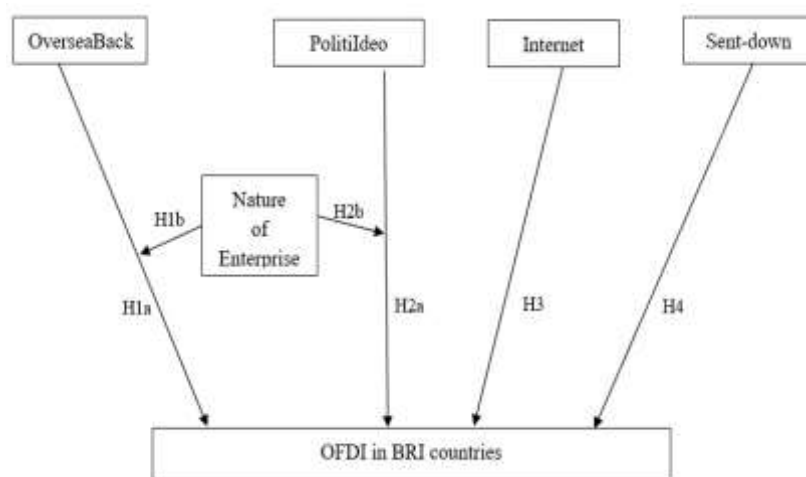 OverseaBack
PolitiIdeo
Internet
Sent-down
Nature
of
Enterprise
H1b
H2b
H1a
H2a
H3
H4
OFDI in BRI countries